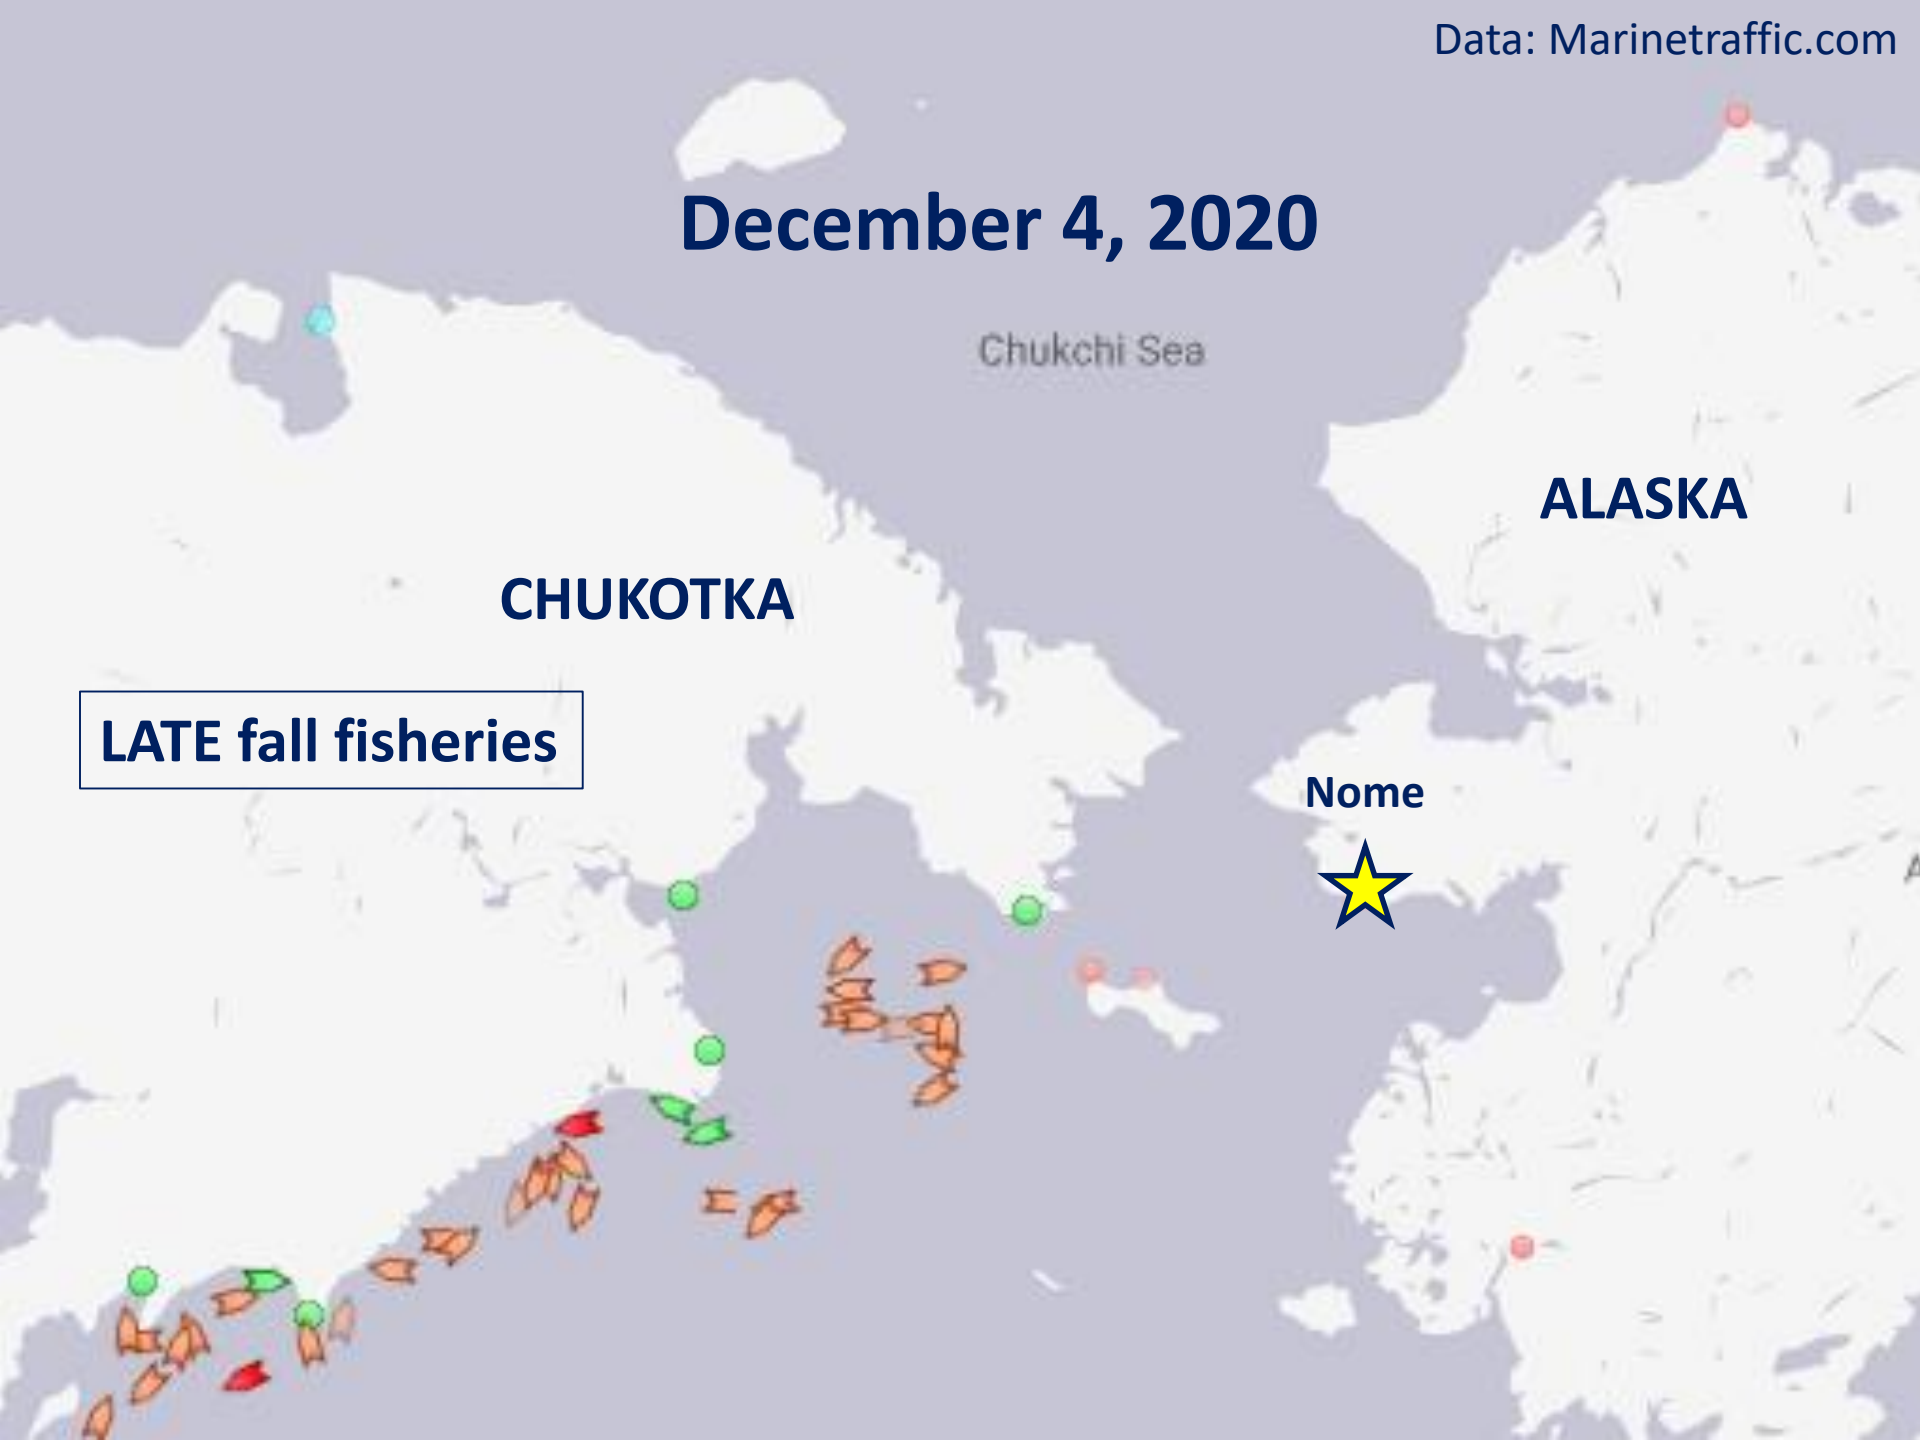 Data: Marinetraffic.com
December 4, 2020
Chukchi Sea
ALASKA
CHUKOTKA
LATE fall fisheries
Nome
A